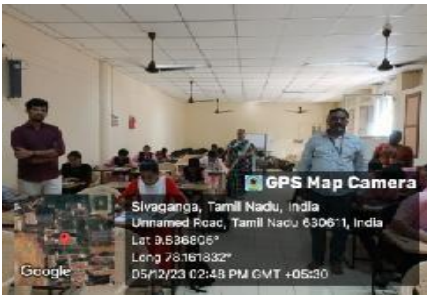 GPS Map Camera
Sivaganga, Tamil Nadu, India
Unnamed Road, Tamil Nadu 630611, India
Lat 9.836806°
Long 78.161832°
05/12/23 02:48 PM GMT +05:30
Google